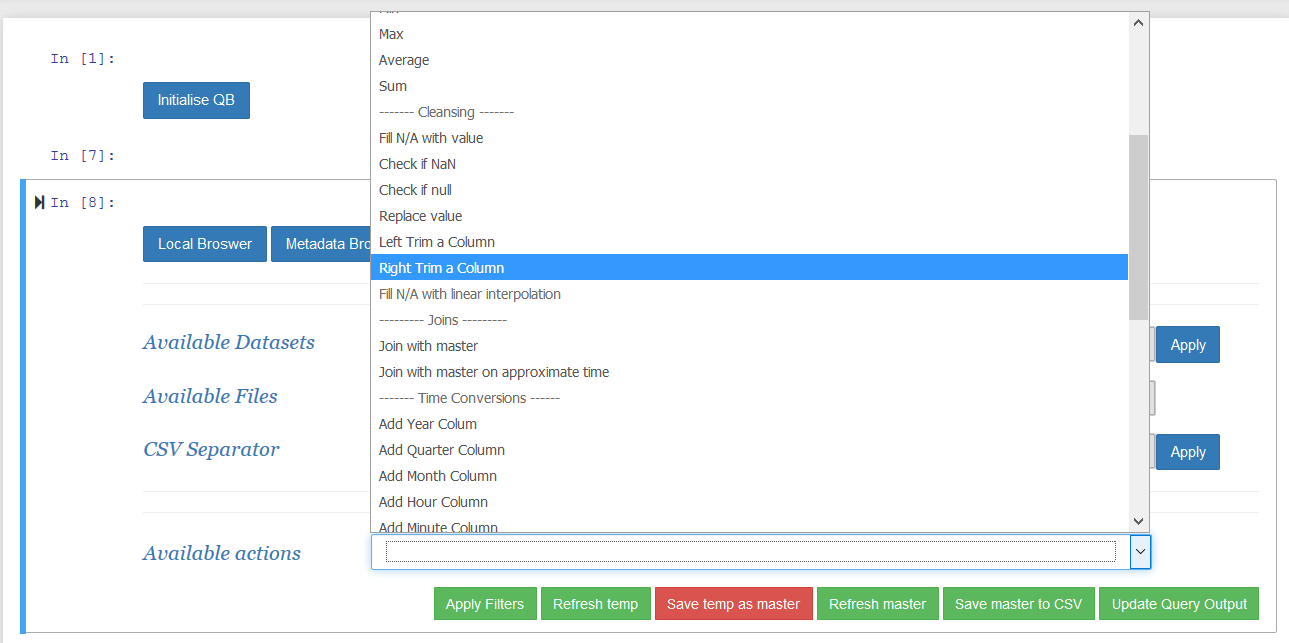 In [1]:
Initialise QB
In [7]:
In [8]:
Local Broswer
Metadata Bro
Max
Average
Sum
------- Cleansing -------
Fill N/A with value
Check if NaN
Check if null
Replace value
Left Trim a Column
Right Trim a Column
Fill N/A with linear interpolation
--------- Joins ---------
Join with master
Join with master on approximate time
------- Time Conversions ------
Add Year Colum
Add Quarter Column
Add Month Column
Add Hour Column
Add Minute Column
Available Datasets
Apply
Available Files
CSV Separator
Apply
Available actions
Apply Filters
Refresh temp
Save temp as master
Refresh master
Save master to CSV
Update Query Output